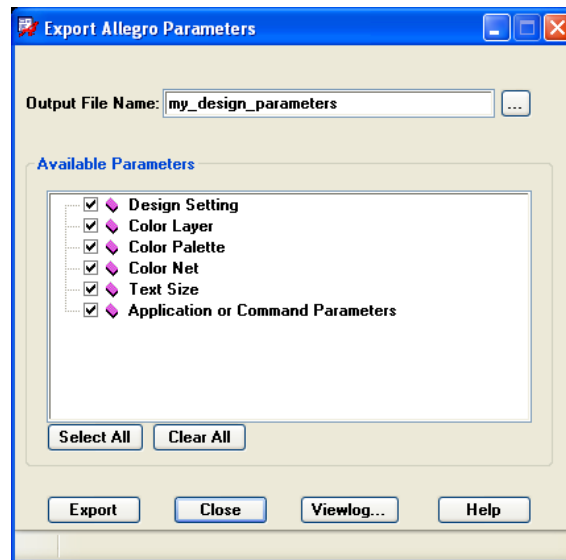 Export Allegro Parameters
Output File Name: my_design_parameters ...
Available Parameters
Design Setting
Color Layer
Color Palette
Color Net
Text Size
Application or Command Parameters
Select All Clear All
Export Close Viewlog... Help